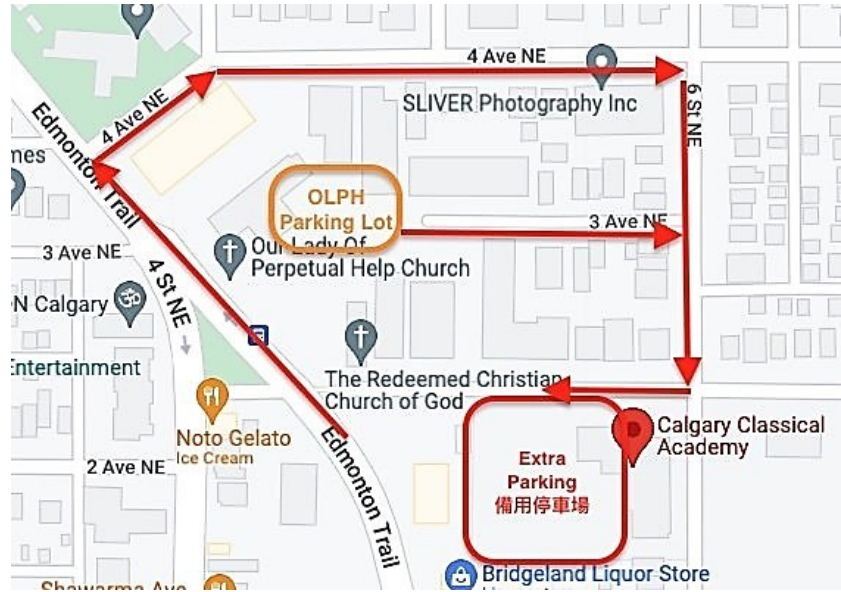 4 Ave NE
SLIVER Photography Inc
4 Ave NE
6 St NE
Edmonton Trail
mes
OLPH
Parking Lot
3 Ave NE
3 Ave NE
4 St NE
Our Lady Of
Perpetual Help Church
N Calgary
Entertainment
The Redeemed Christian
Church of God
Noto Gelato
Ice Cream
Edmonton Trail
Calgary Classical
Academy
Extra
Parking
備用停車場
2 Ave NE
Bridgeland Liquor Store
Shawarma Ave